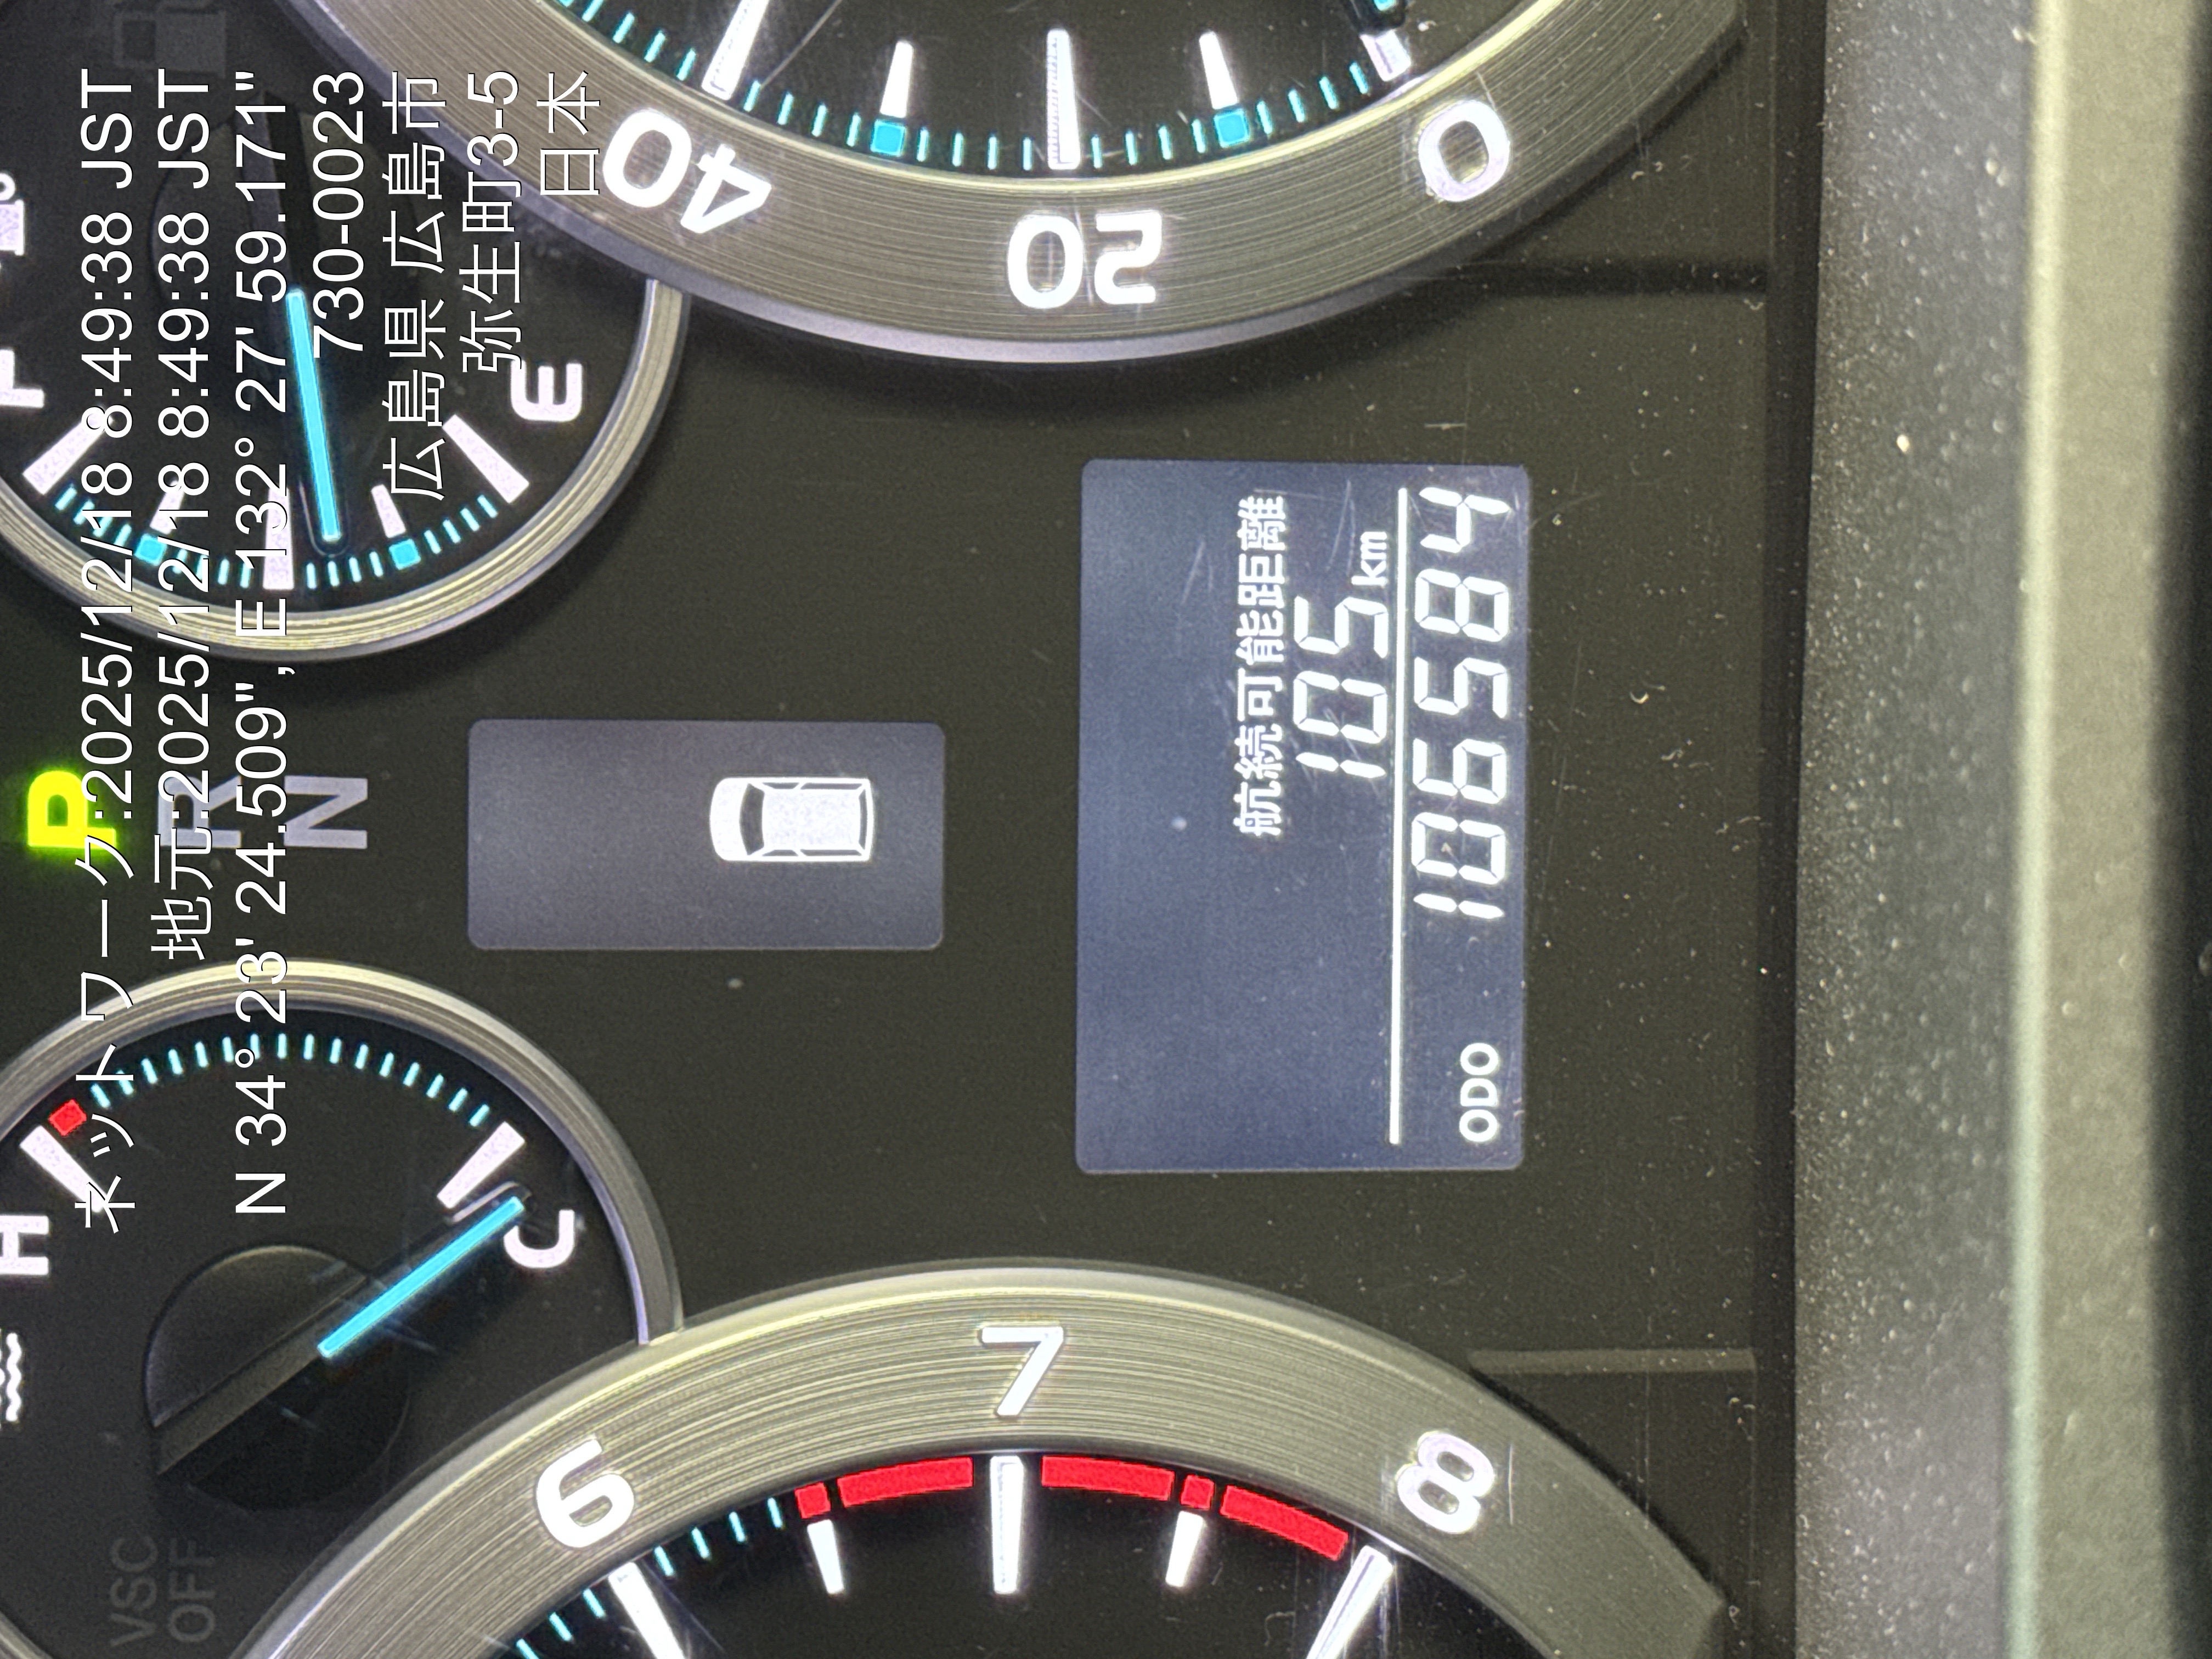 ネットワーク:2025/12/18 8:49:38 JST
地元:2025/12/18 8:49:38 JST
N 34° 23' 24.509", E 132° 27' 59.171"
730-0023
広島県 広島市
弥生町3-5
日本
H
C
F
E
P
R
N
VSC
OFF
6
7
8
40
20
0
航続可能距離
105 km
ODO 106584